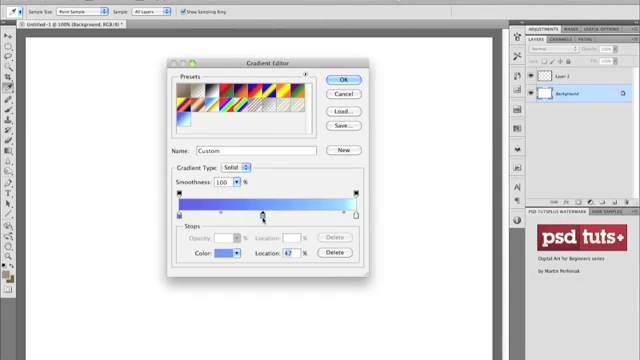 Sample Size: Point Sample
Sample: All Layers
Show Sampling Ring
Untitled-1 @ 100% (Background, RGB/8) *
Gradient Editor
Presets
OK
Cancel
Load...
Save...
Name: Custom
New
Gradient Type: Solid
Smoothness: 100 %
Stops
Opacity: % Location: % Delete
Color: Location: 47 % Delete
ADJUSTMENTS MASKS
LAYERS CHANNELS PATHS
Normal
Layer 1
Background
PSD TUTSPLUS WATERMARK HAIR SAMPLES
psd tuts+
Digital Art for Beginners series
by Martin Perhiniak